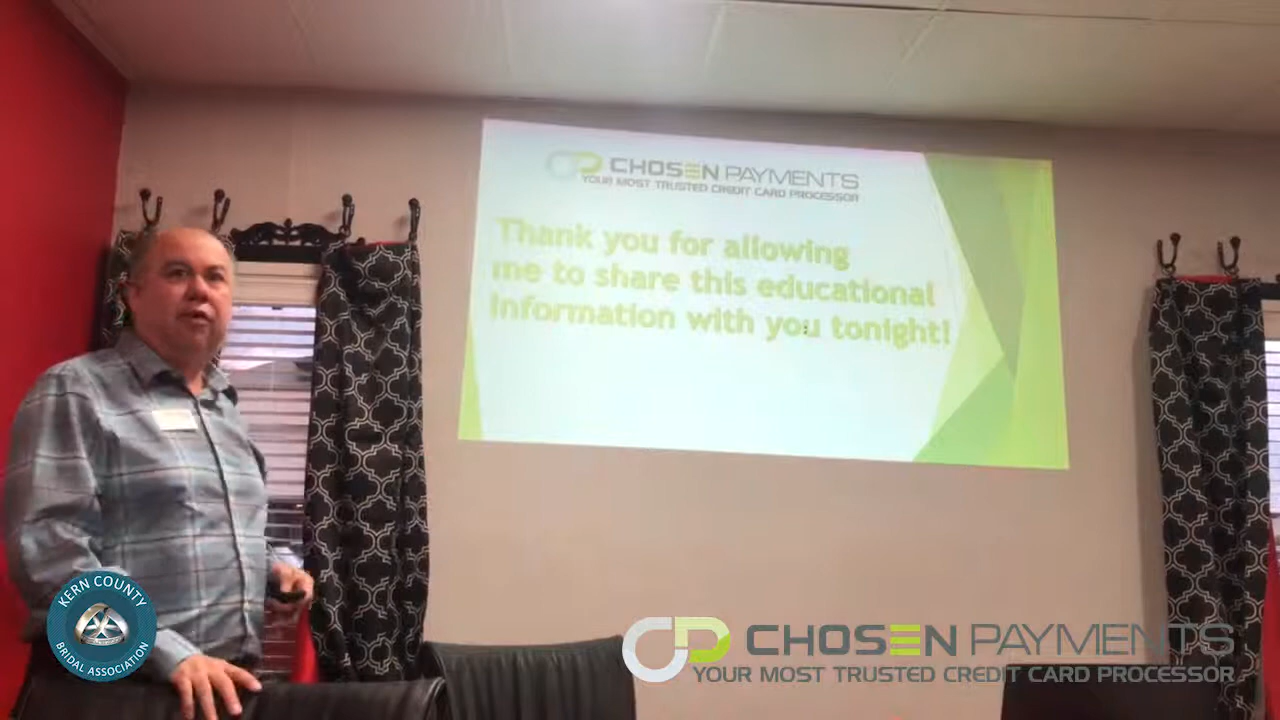 CHOSEN PAYMENTS
YOUR MOST TRUSTED CREDIT CARD PROCESSOR
Thank you for allowing
me to share this educational
information with you tonight!
KERN COUNTY
BRIDAL ASSOCIATION
CHOSEN PAYMENTS
YOUR MOST TRUSTED CREDIT CARD PROCESSOR